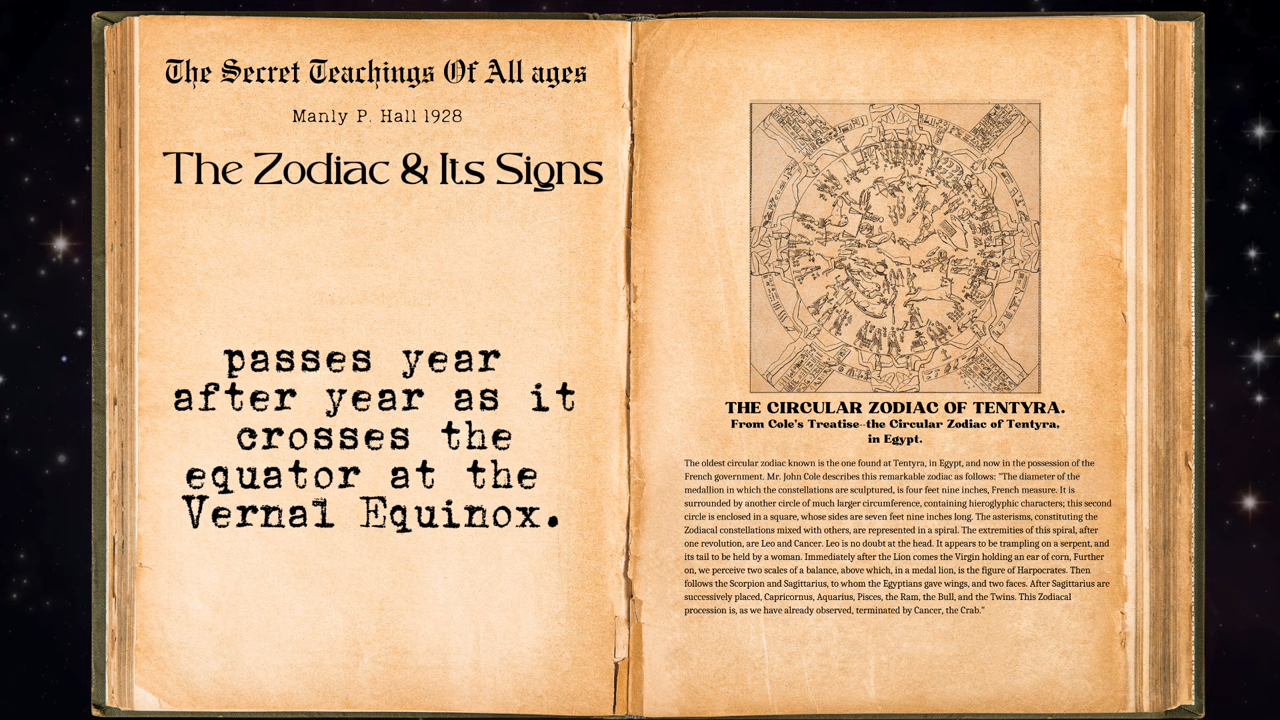 The Secret Teachings Of All ages
Manly P. Hall 1928
The Zodiac & Its Signs
passes year
after year as it
crosses the
equator at the
Vernal Equinox.
THE CIRCULAR ZODIAC OF TENTYRA.
From Cole's Treatise--the Circular Zodiac of Tentyra,
in Egypt.
The oldest circular zodiac known is the one found at Tentyra, in Egypt, and now in the possession of the
French government. Mr. John Cole describes this remarkable zodiac as follows: "The diameter of the
medallion in which the constellations are sculptured, is four feet nine inches, French measure. It is
surrounded by another circle of much larger circumference, containing hieroglyphic characters; this second
circle is enclosed in a square, whose sides are seven feet nine inches long. The asterisms, constituting the
Zodiacal constellations mixed with others, are represented in a spiral. The extremities of this spiral, after
one revolution, are Leo and Cancer. Leo is no doubt at the head. It appears to be trampling on a serpent, and
its tail to be held by a woman. Immediately after the Lion comes the Virgin holding an ear of corn, Further
on, we perceive two scales of a balance, above which, in a medal lion, is the figure of Harpocrates. Then
follows the Scorpion and Sagittarius, to whom the Egyptians gave wings, and two faces. After Sagittarius are
successively placed, Capricornus, Aquarius, Pisces, the Ram, the Bull, and the Twins. This Zodiacal
procession is, as we have already observed, terminated by Cancer, the Crab."